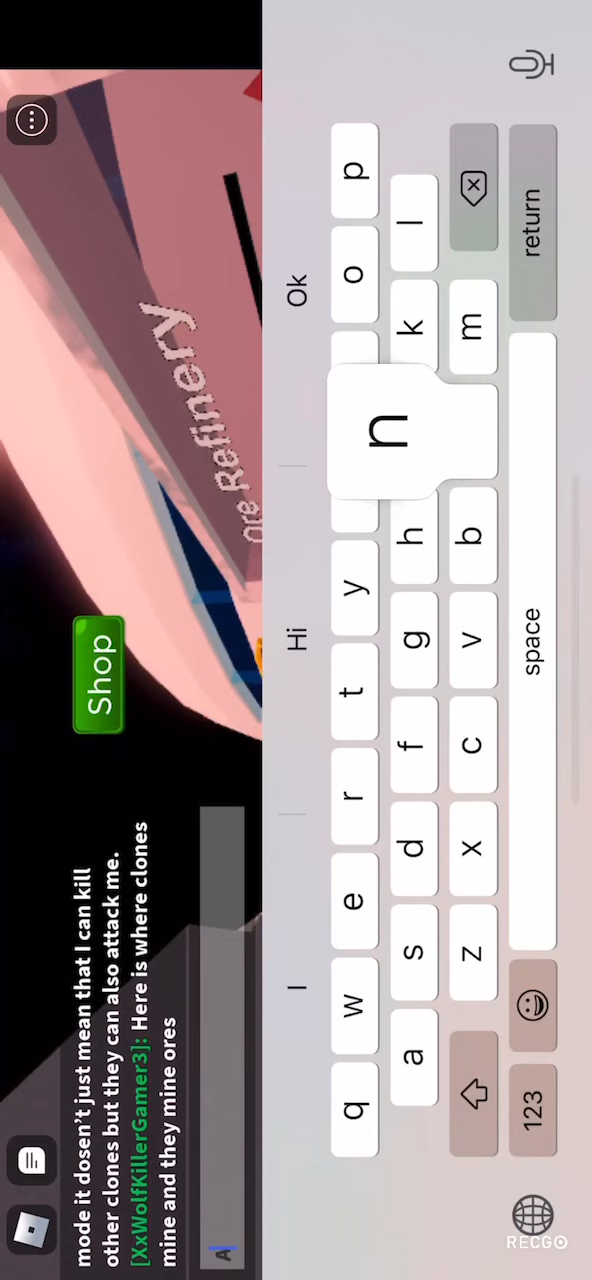 Ore Refinery
Shop
mode it dosen't just mean that I can kill
other clones but they can also attack me.
[XxWolfKillerGamer3]: Here is where clones
mine and they mine ores
A
I
Hi
Ok
q w e r t y o p
a s d f g h k l
z x c v b n m
123
space
return
RECGO